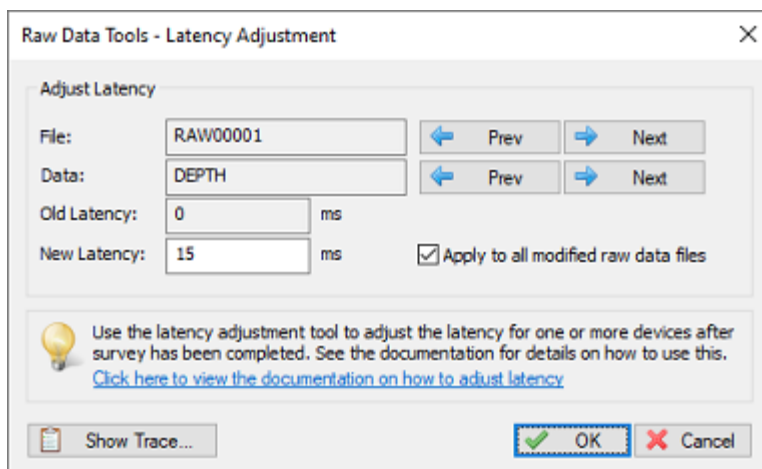 Raw Data Tools - Latency Adjustment
Adjust Latency
File: RAW00001 Prev Next
Data: DEPTH Prev Next
Old Latency: 0 ms
New Latency: 15 ms Apply to all modified raw data files
Use the latency adjustment tool to adjust the latency for one or more devices after
survey has been completed. See the documentation for details on how to use this.
Click here to view the documentation on how to adjust latency
Show Trace... OK Cancel